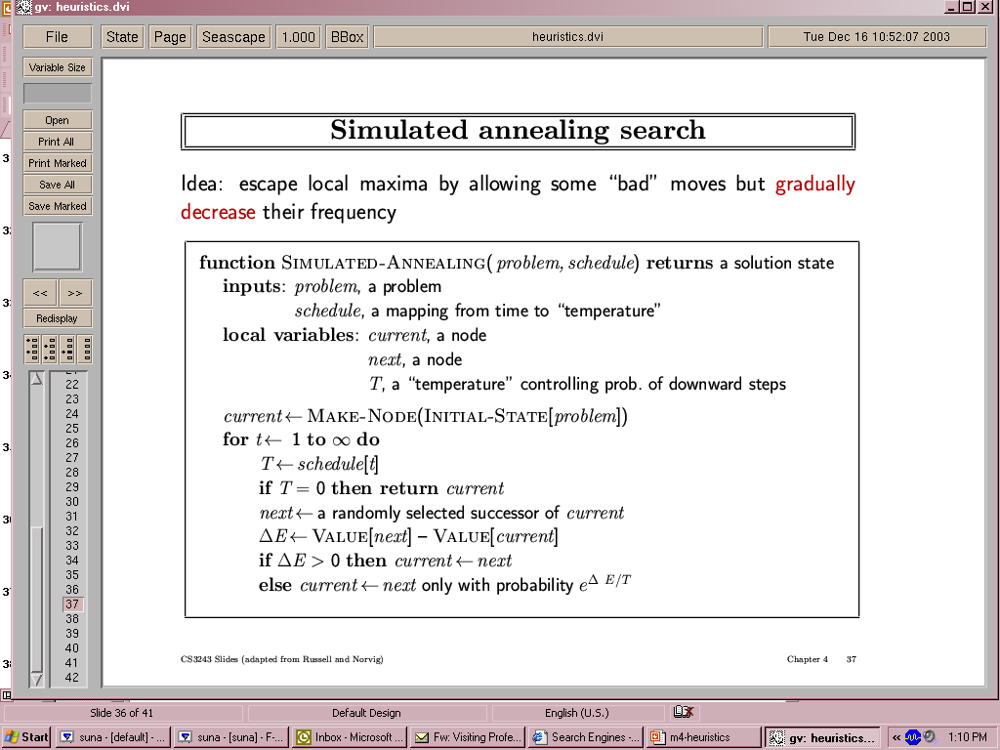 gv: heuristics.dvi
File State Page Seascape 1.000 BBox heuristics.dvi Tue Dec 16 10:52:07 2003
Variable Size
Open
Print All
Print Marked
Save All
Save Marked
<< >>
Redisplay
22
23
24
25
26
27
28
29
30
31
32
33
34
35
36
37
38
39
40
41
42
Simulated annealing search
Idea: escape local maxima by allowing some “bad” moves but gradually
decrease their frequency
function SIMULATED-ANNEALING( problem, schedule) returns a solution state
inputs: problem, a problem
schedule, a mapping from time to “temperature”
local variables: current, a node
next, a node
T, a “temperature” controlling prob. of downward steps
current ← MAKE-NODE(INITIAL-STATE[problem])
for t ← 1 to ∞ do
T ← schedule[t]
if T = 0 then return current
next ← a randomly selected successor of current
ΔE ← VALUE[next] – VALUE[current]
if ΔE > 0 then current ← next
else current ← next only with probability e^Δ E/T
CS3243 Slides (adapted from Russell and Norvig) Chapter 4 37
Slide 36 of 41 Default Design English (U.S.)
Start suna - [default] - ... suna - [suna] - F-... Inbox - Microsoft ... Fw: Visiting Profe... Search Engines -... m4-heuristics gv: heuristics... « 1:10 PM